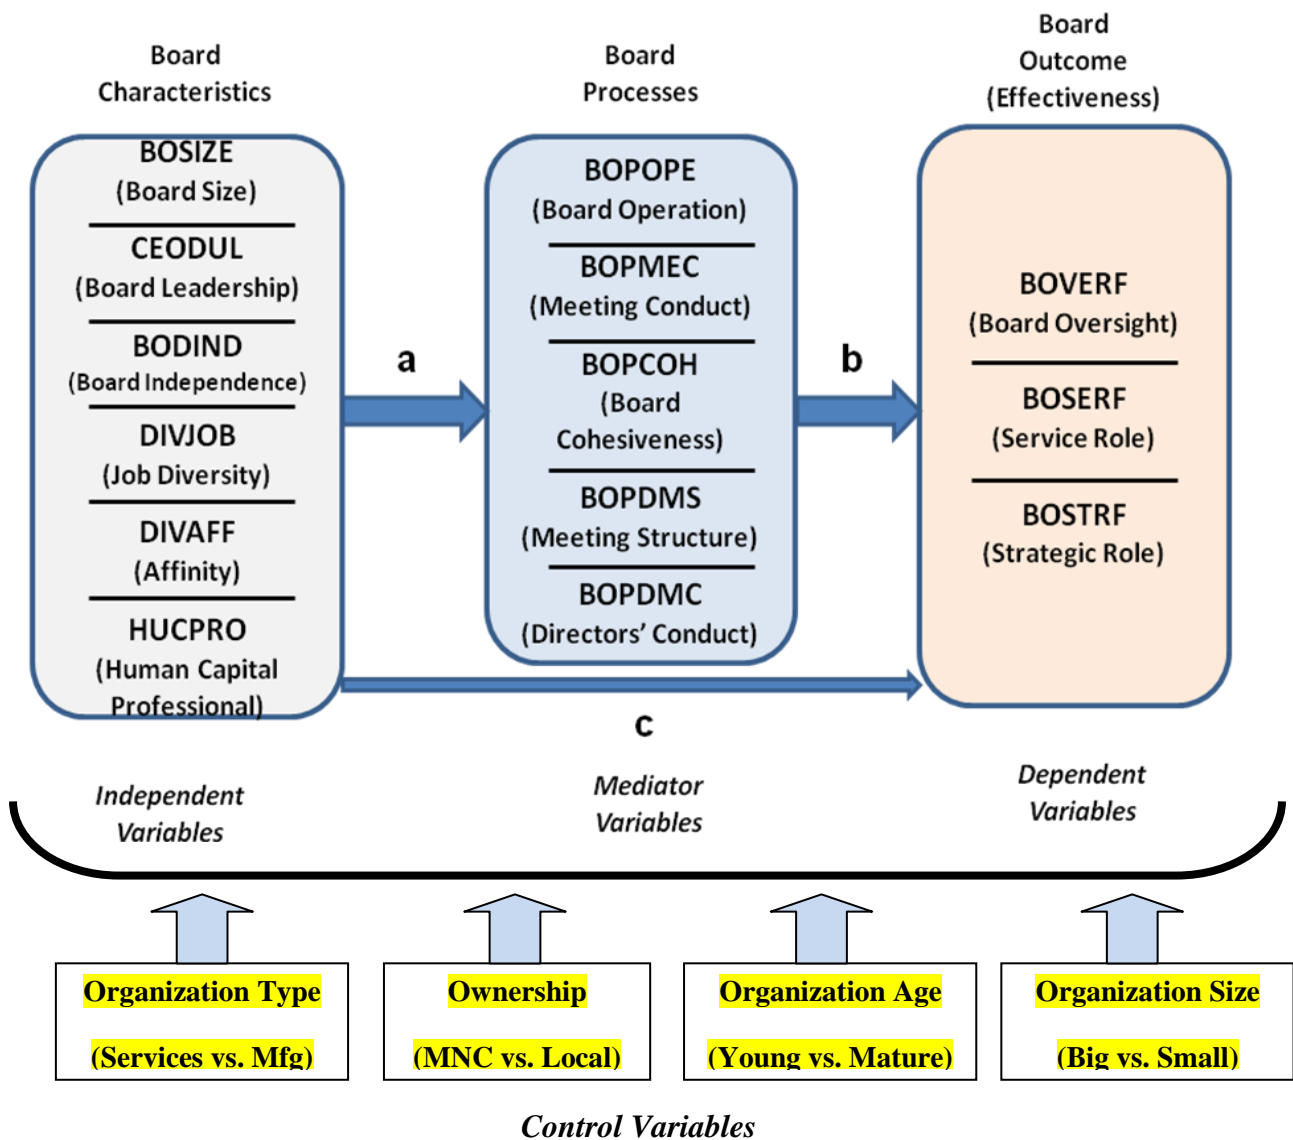 Board
Characteristics
BOSIZE
(Board Size)
CEODUL
(Board Leadership)
BODIND
(Board Independence)
DIVJOB
(Job Diversity)
DIVAFF
(Affinity)
HUCPRO
(Human Capital
Professional)
Independent
Variables
a
Board
Processes
BOPOPE
(Board Operation)
BOPMEC
(Meeting Conduct)
BOPCOH
(Board
Cohesiveness)
BOPDMS
(Meeting Structure)
BOPDMC
(Directors’ Conduct)
c
Mediator
Variables
b
Board
Outcome
(Effectiveness)
BOVERF
(Board Oversight)
BOSERF
(Service Role)
BOSTRF
(Strategic Role)
Dependent
Variables
Organization Type
(Services vs. Mfg)
Ownership
(MNC vs. Local)
Organization Age
(Young vs. Mature)
Organization Size
(Big vs. Small)
Control Variables